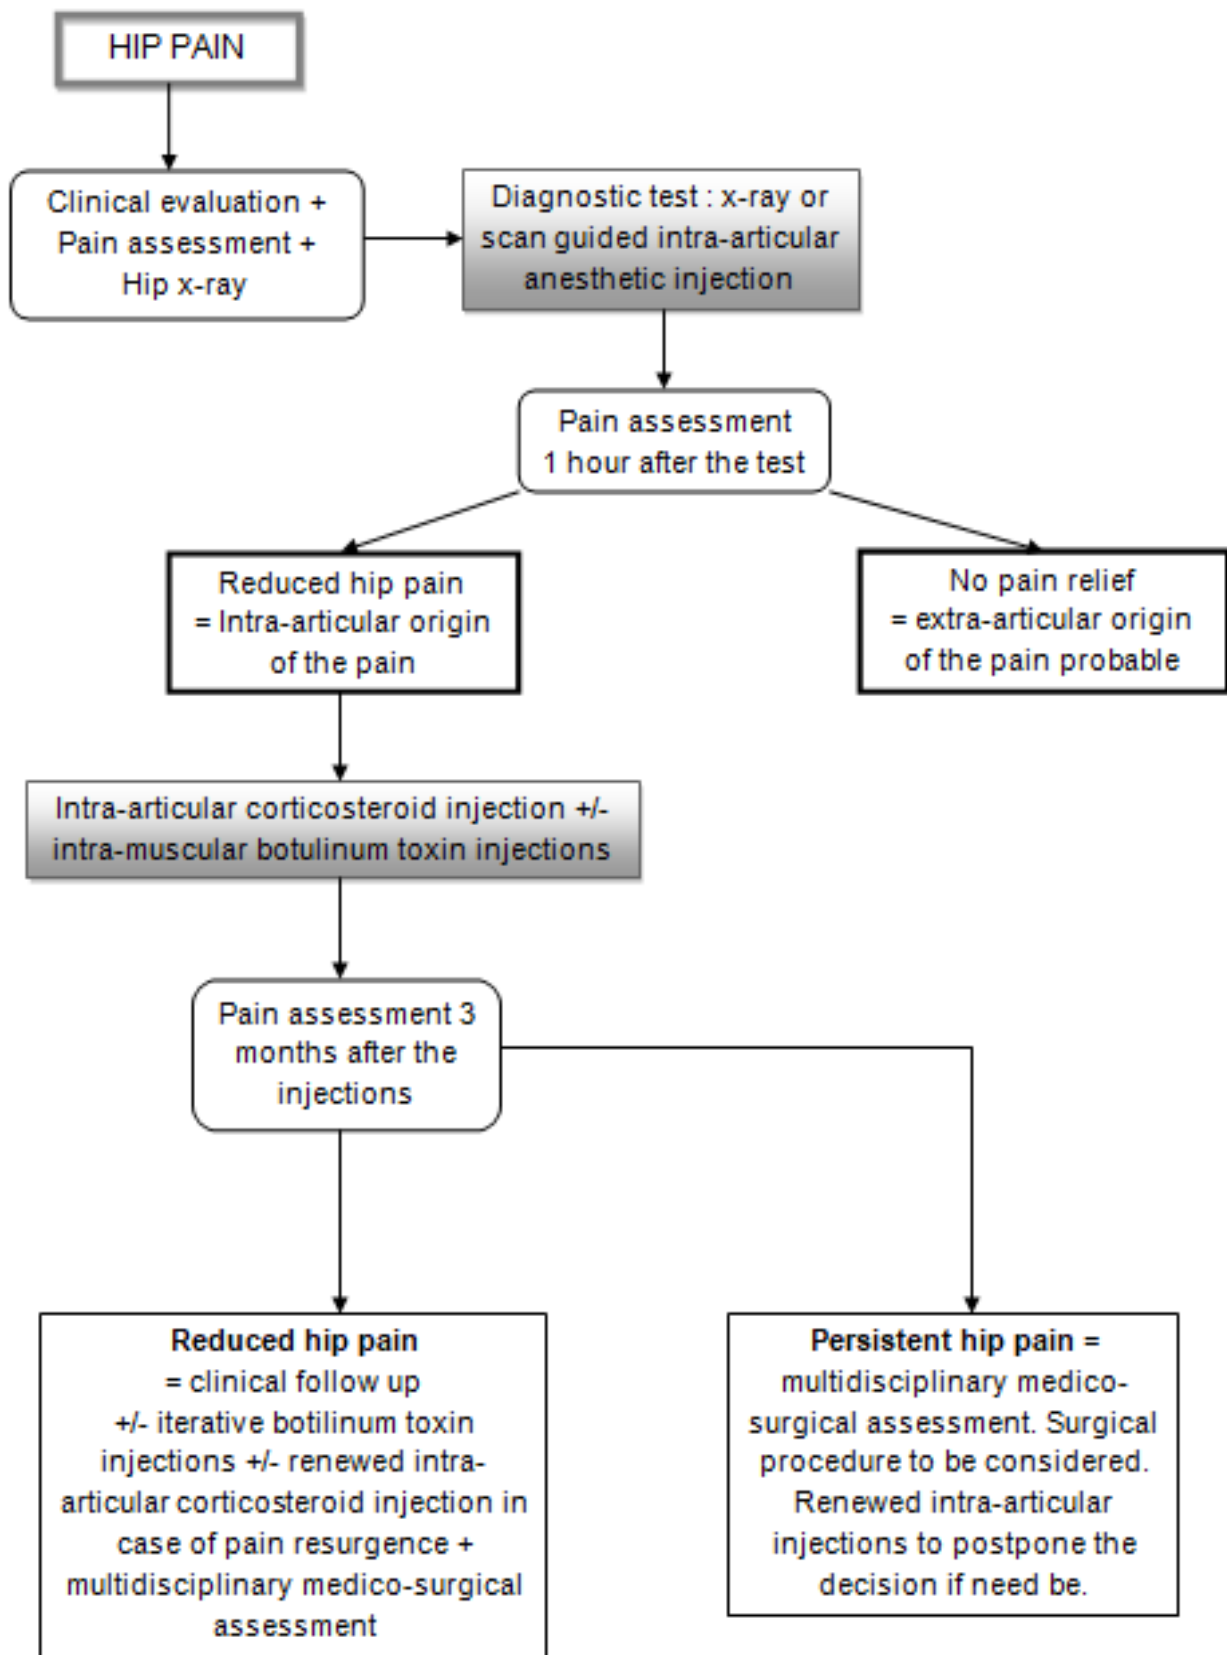 HIP PAIN
Clinical evaluation +
Pain assessment +
Hip x-ray
Diagnostic test : x-ray or
scan guided intra-articular
anesthetic injection
Pain assessment
1 hour after the test
Reduced hip pain
= Intra-articular origin
of the pain
No pain relief
= extra-articular origin
of the pain probable
Intra-articular corticosteroid injection +/-
intra-muscular botulinum toxin injections
Pain assessment 3
months after the
injections
Reduced hip pain
= clinical follow up
+/- iterative botilinum toxin
injections +/- renewed intra-
articular corticosteroid injection in
case of pain resurgence +
multidisciplinary medico-surgical
assessment
Persistent hip pain =
multidisciplinary medico-
surgical assessment. Surgical
procedure to be considered.
Renewed intra-articular
injections to postpone the
decision if need be.